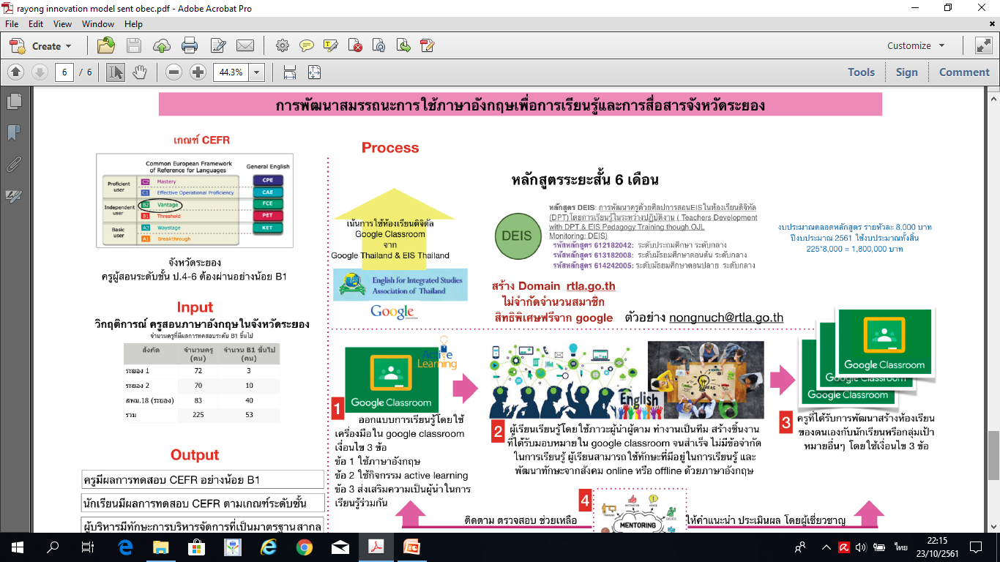 rayong innovation model sent obec.pdf - Adobe Acrobat Pro
File Edit View Window Help
Create
Customize
6 / 6
44.3%
Tools Sign Comment
การพัฒนาสมรรถนะการใช้ภาษาอังกฤษเพื่อการเรียนรู้และการสื่อสารจังหวัดระยอง
เกณฑ์ CEFR
Common European Framework
of Reference for Languages
General English
Proficient
user
C2 Mastery CPE
C1 Effective Operational Proficiency CAE
Independent
user
B2 Vantage FCE
B1 Threshold PET
Basic
user
A2 Waystage KET
A1 Breakthrough
จังหวัดระยอง
ครูผู้สอนระดับชั้น ป.4-6 ต้องผ่านอย่างน้อย B1
Input
วิกฤติการณ์ ครูสอนภาษาอังกฤษในจังหวัดระยอง
จำนวนครูที่มีผลการทดสอบระดับ B1 ขึ้นไป
สังกัด จำนวนครู (คน) จำนวน B1 ขึ้นไป (คน)
ระยอง 1 72 3
ระยอง 2 70 10
สพม.18 (ระยอง) 83 40
รวม 225 53
Output
ครูมีผลการทดสอบ CEFR อย่างน้อย B1
นักเรียนมีผลการทดสอบ CEFR ตามเกณฑ์ระดับชั้น
ผู้บริหารมีทักษะการบริหารจัดการที่เป็นมาตรฐานสากล
Process
เน้นการใช้ห้องเรียนดิจิตัล
Google Classroom
จาก
Google Thailand & EIS Thailand
English for Integrated Studies
Association of Thailand
Google
หลักสูตรระยะสั้น 6 เดือน
DEIS
หลักสูตร DEIS: การพัฒนาครูด้วยศิลปการสอนEISในห้องเรียนดิจิทัล
(DPT)โดยการเรียนรู้ในระหว่างปฏิบัติงาน ( Teachers Development
with DPT & EIS Pedagogy Training though OJL
Monitoring: DEIS)
รหัสหลักสูตร 612182042: ระดับประถมศึกษา ระดับกลาง
รหัสหลักสูตร 613182008: ระดับมัธยมศึกษาตอนต้น ระดับกลาง
รหัสหลักสูตร 614242005: ระดับมัธยมศึกษาตอนปลาย ระดับกลาง
งบประมาณตลอดหลักสูตร รายหัวละ 8,000 บาท
ปีงบประมาณ 2561 ใช้งบประมาณทั้งสิ้น
225*8,000 = 1,800,000 บาท
สร้าง Domain rtla.go.th
ไม่จำกัดจำนวนสมาชิก
สิทธิพิเศษฟรีจาก google ตัวอย่าง nongnuch@rtla.go.th
Active
Learning
Google Classroom
1
ออกแบบการเรียนรู้โดยใช้
เครื่องมือใน google classroom
เงื่อนไข 3 ข้อ
ข้อ 1 ใช้ภาษาอังกฤษ
ข้อ 2 ใช้กิจกรรม active learning
ข้อ 3 ส่งเสริมความเป็นผู้นำในการ
เรียนรู้ร่วมกัน
English
IDEAS
2
ผู้เรียนเรียนรู้โดยใช้ภาวะผู้นำผู้ตาม ทำงานเป็นทีม สร้างชิ้นงาน
ที่ได้รับมอบหมายใน google classroom จนสำเร็จ ไม่มีข้อจำกัด
ในการเรียนรู้ ผู้เรียนสามารถใช้ทักษะที่มีอยู่ในการเรียนรู้ และ
พัฒนาทักษะจากสังคม online หรือ offline ด้วยภาษาอังกฤษ
Google Classroom
Google Classroom
Google Classroom
3
ครูที่ได้รับการพัฒนาสร้างห้องเรียน
ของตนเองกับนักเรียนหรือกลุ่มเป้า
หมายอื่นๆ โดยใช้เงื่อนไข 3 ข้อ
4
ติดตาม ตรวจสอบ ช่วยเหลือ
MOTIVATION
ADVICE
TRAINING
SUCCESS
MENTORING
ให้คำแนะนำ ประเมินผล โดยผู้เชี่ยวชาญ
ไทย
22:15
23/10/2561